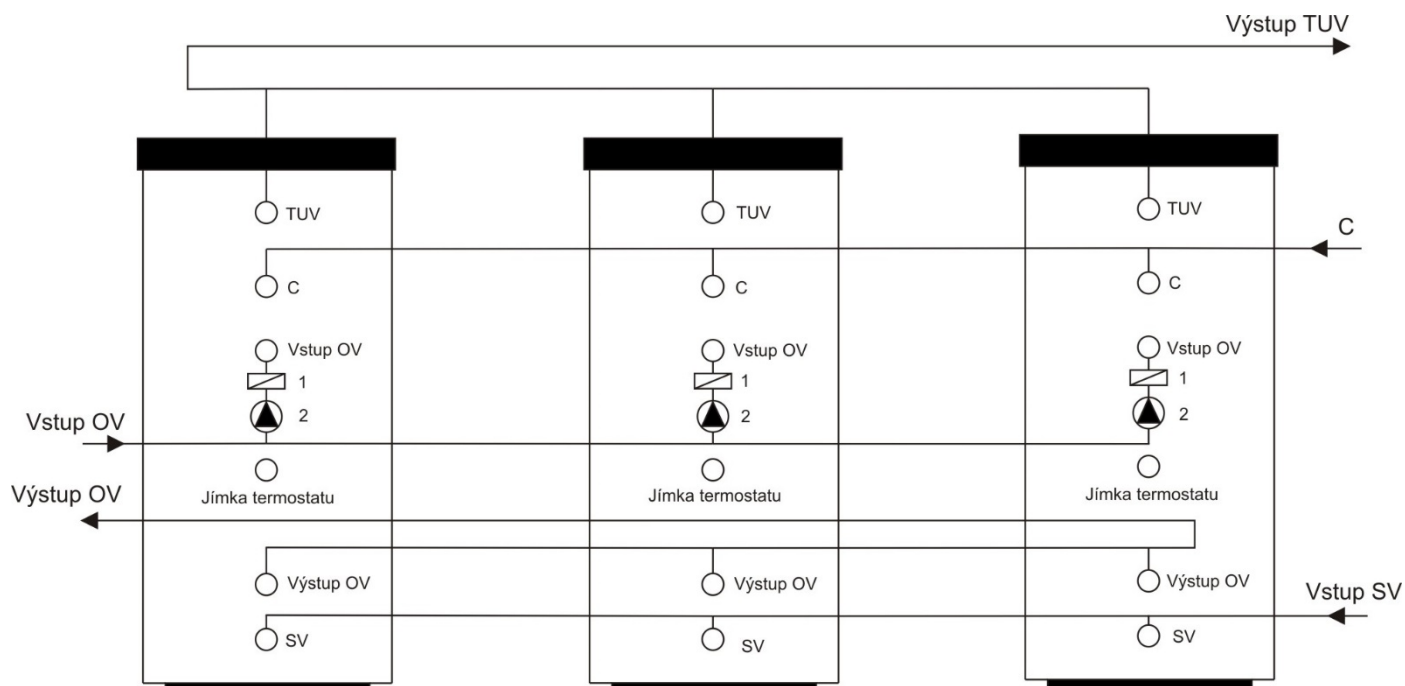 Výstup TUV
TUV
TUV
TUV
C
C
C
C
Vstup OV
Vstup OV
Vstup OV
1
1
1
2
2
2
Vstup OV
Jímka termostatu
Jímka termostatu
Jímka termostatu
Výstup OV
Výstup OV
Výstup OV
Výstup OV
Vstup SV
SV
SV
SV